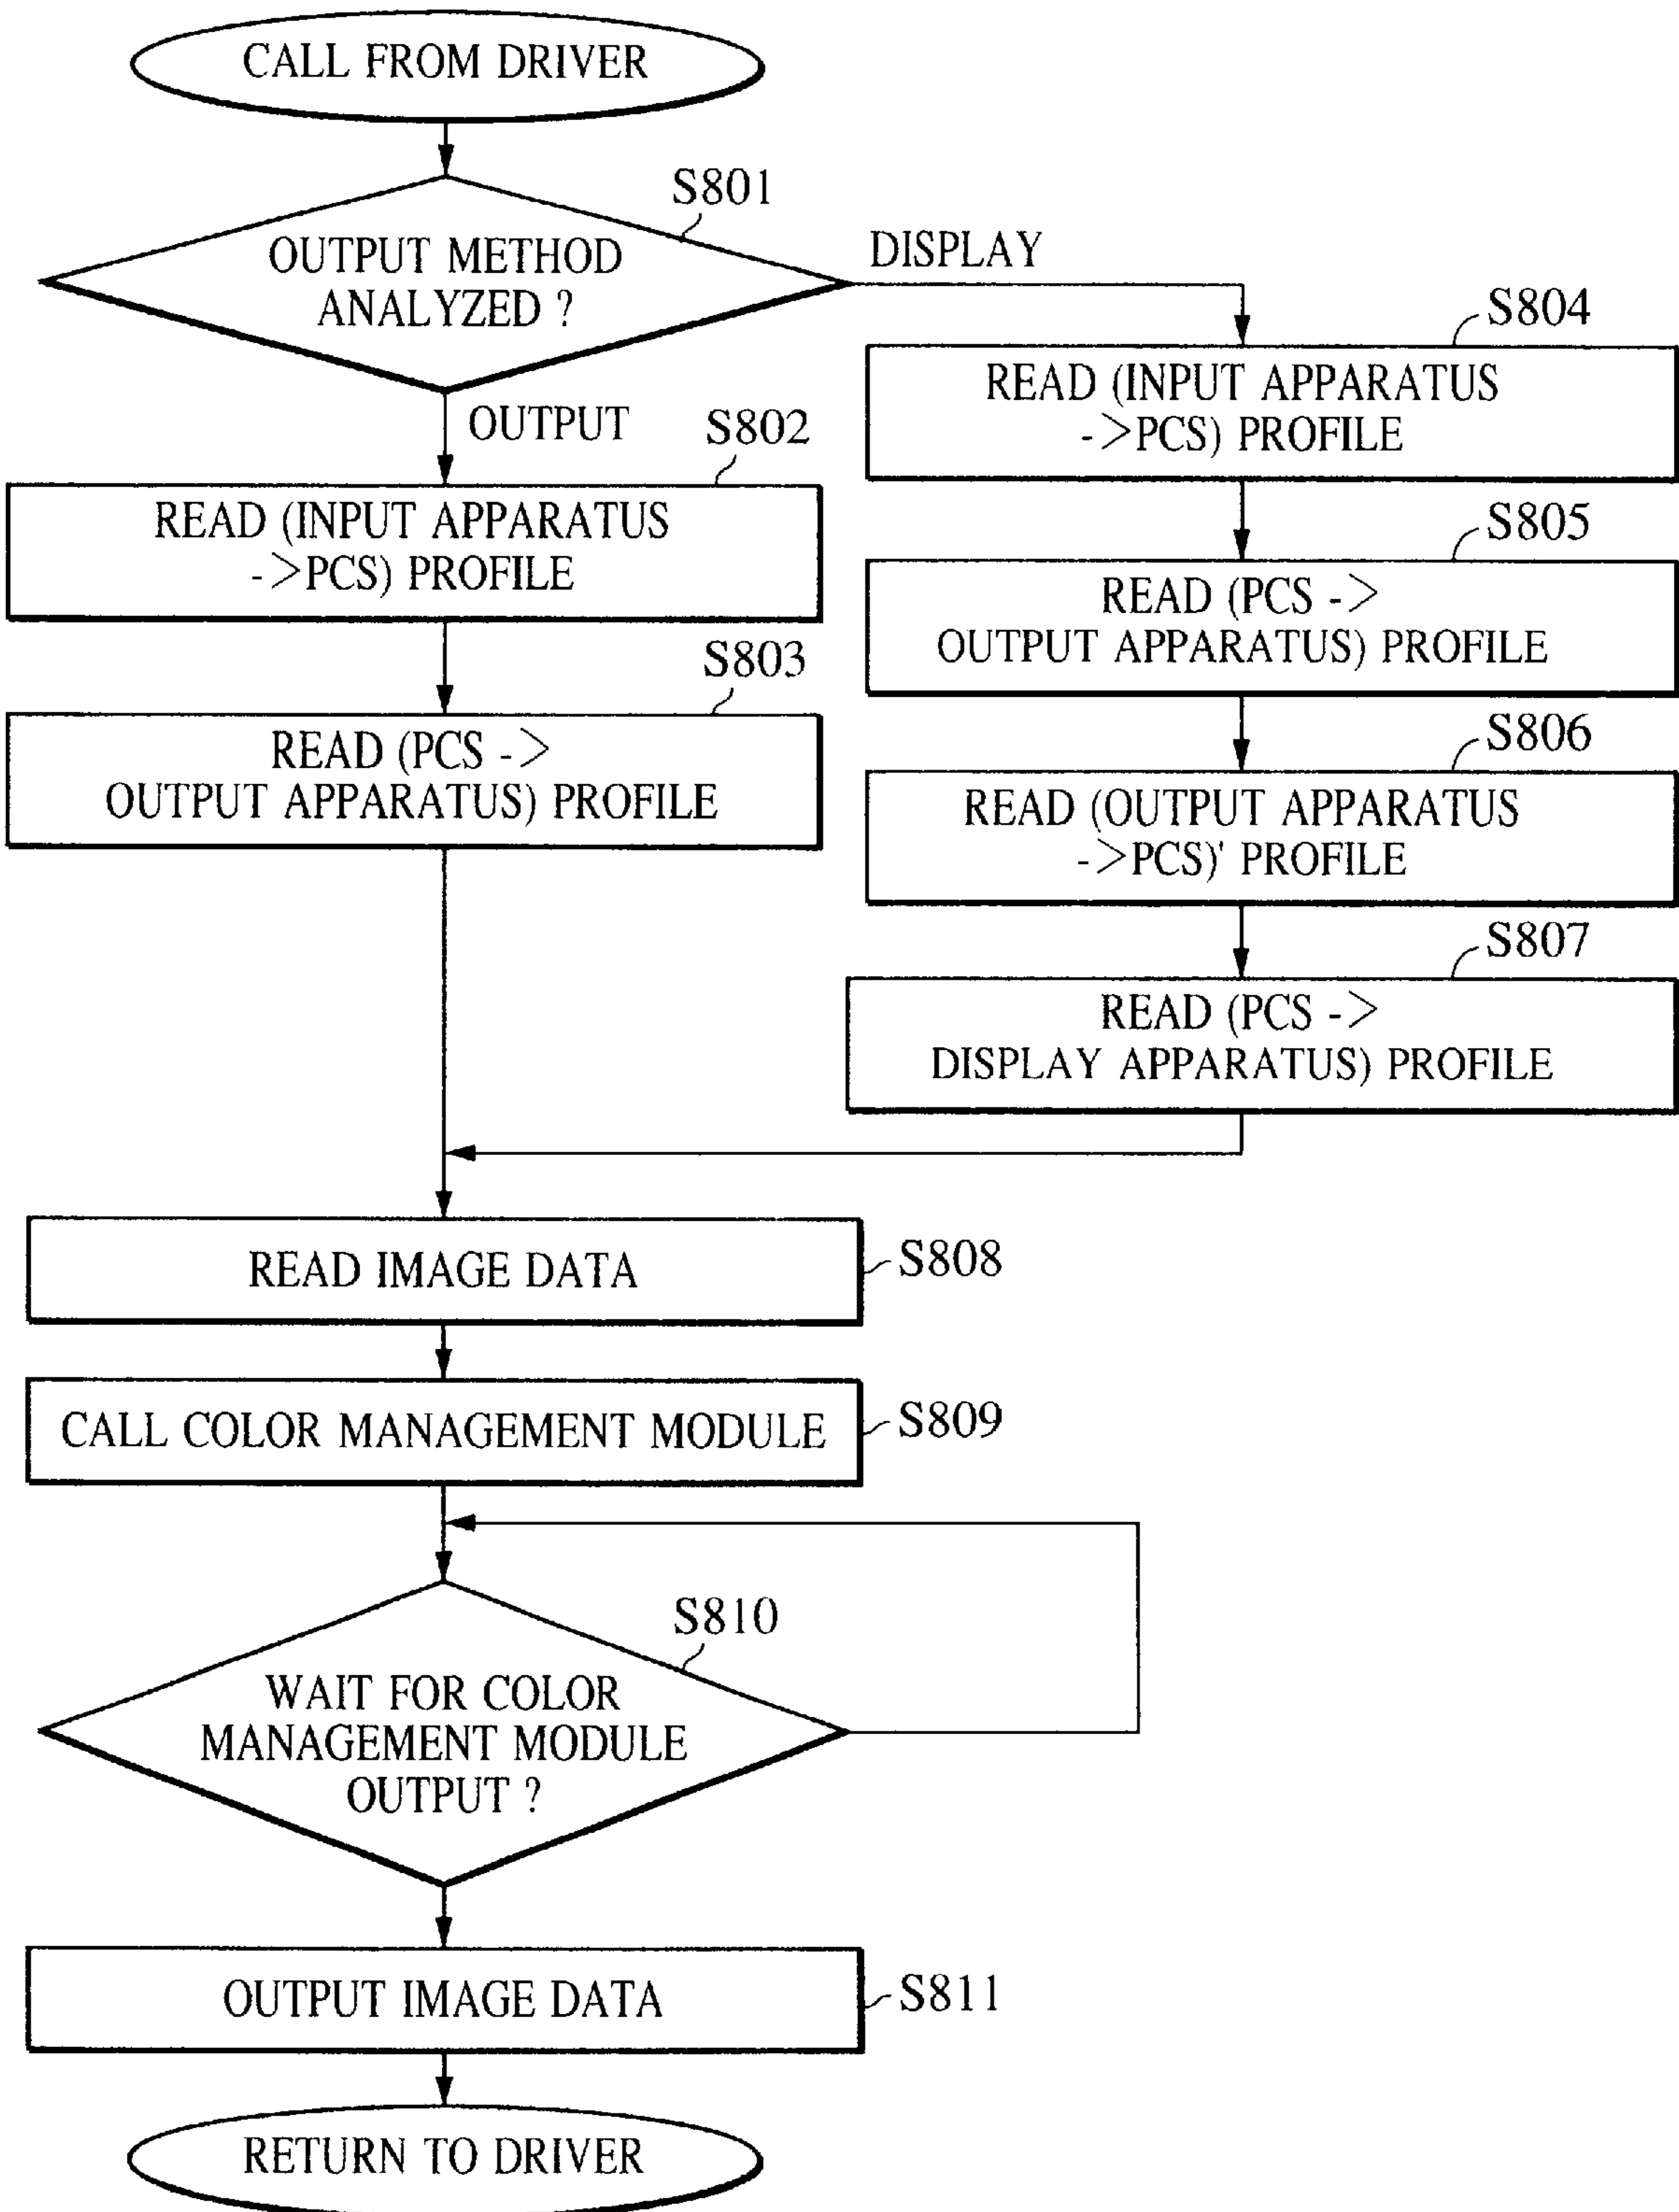 CALL FROM DRIVER
S801
OUTPUT METHOD
ANALYZED ?
DISPLAY
OUTPUT
S802
READ (INPUT APPARATUS
->PCS) PROFILE
S803
READ (PCS ->
OUTPUT APPARATUS) PROFILE
S804
READ (INPUT APPARATUS
->PCS) PROFILE
S805
READ (PCS ->
OUTPUT APPARATUS) PROFILE
S806
READ (OUTPUT APPARATUS
->PCS)' PROFILE
S807
READ (PCS ->
DISPLAY APPARATUS) PROFILE
READ IMAGE DATA
S808
CALL COLOR MANAGEMENT MODULE
S809
S810
WAIT FOR COLOR
MANAGEMENT MODULE
OUTPUT ?
OUTPUT IMAGE DATA
S811
RETURN TO DRIVER